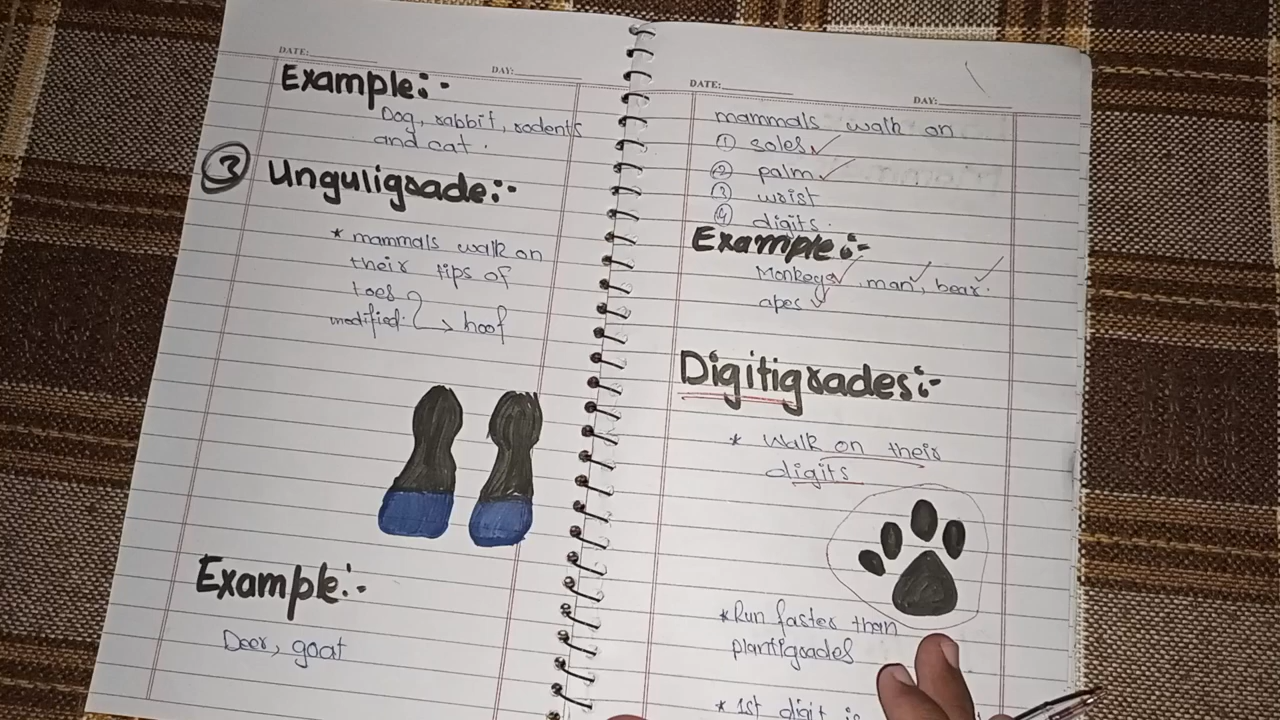 DATE:
DAY:
Example:-
Dog, rabbit, rodents
and cat.
3 Unguligrade:-
* mammals walk on
their tips of
toes
modified: → hoof
Example:-
Deer, goat
DATE:
DAY:
mammals walk on
① soles ✓
② palm ✓
③ wrist
④ digits.
Example:-
Monkeys ✓, man ✓, bear. ✓
apes ✓
Digitigrades:-
* Walk on their
digits
*Run faster than
plantigrades
* 1st digit is